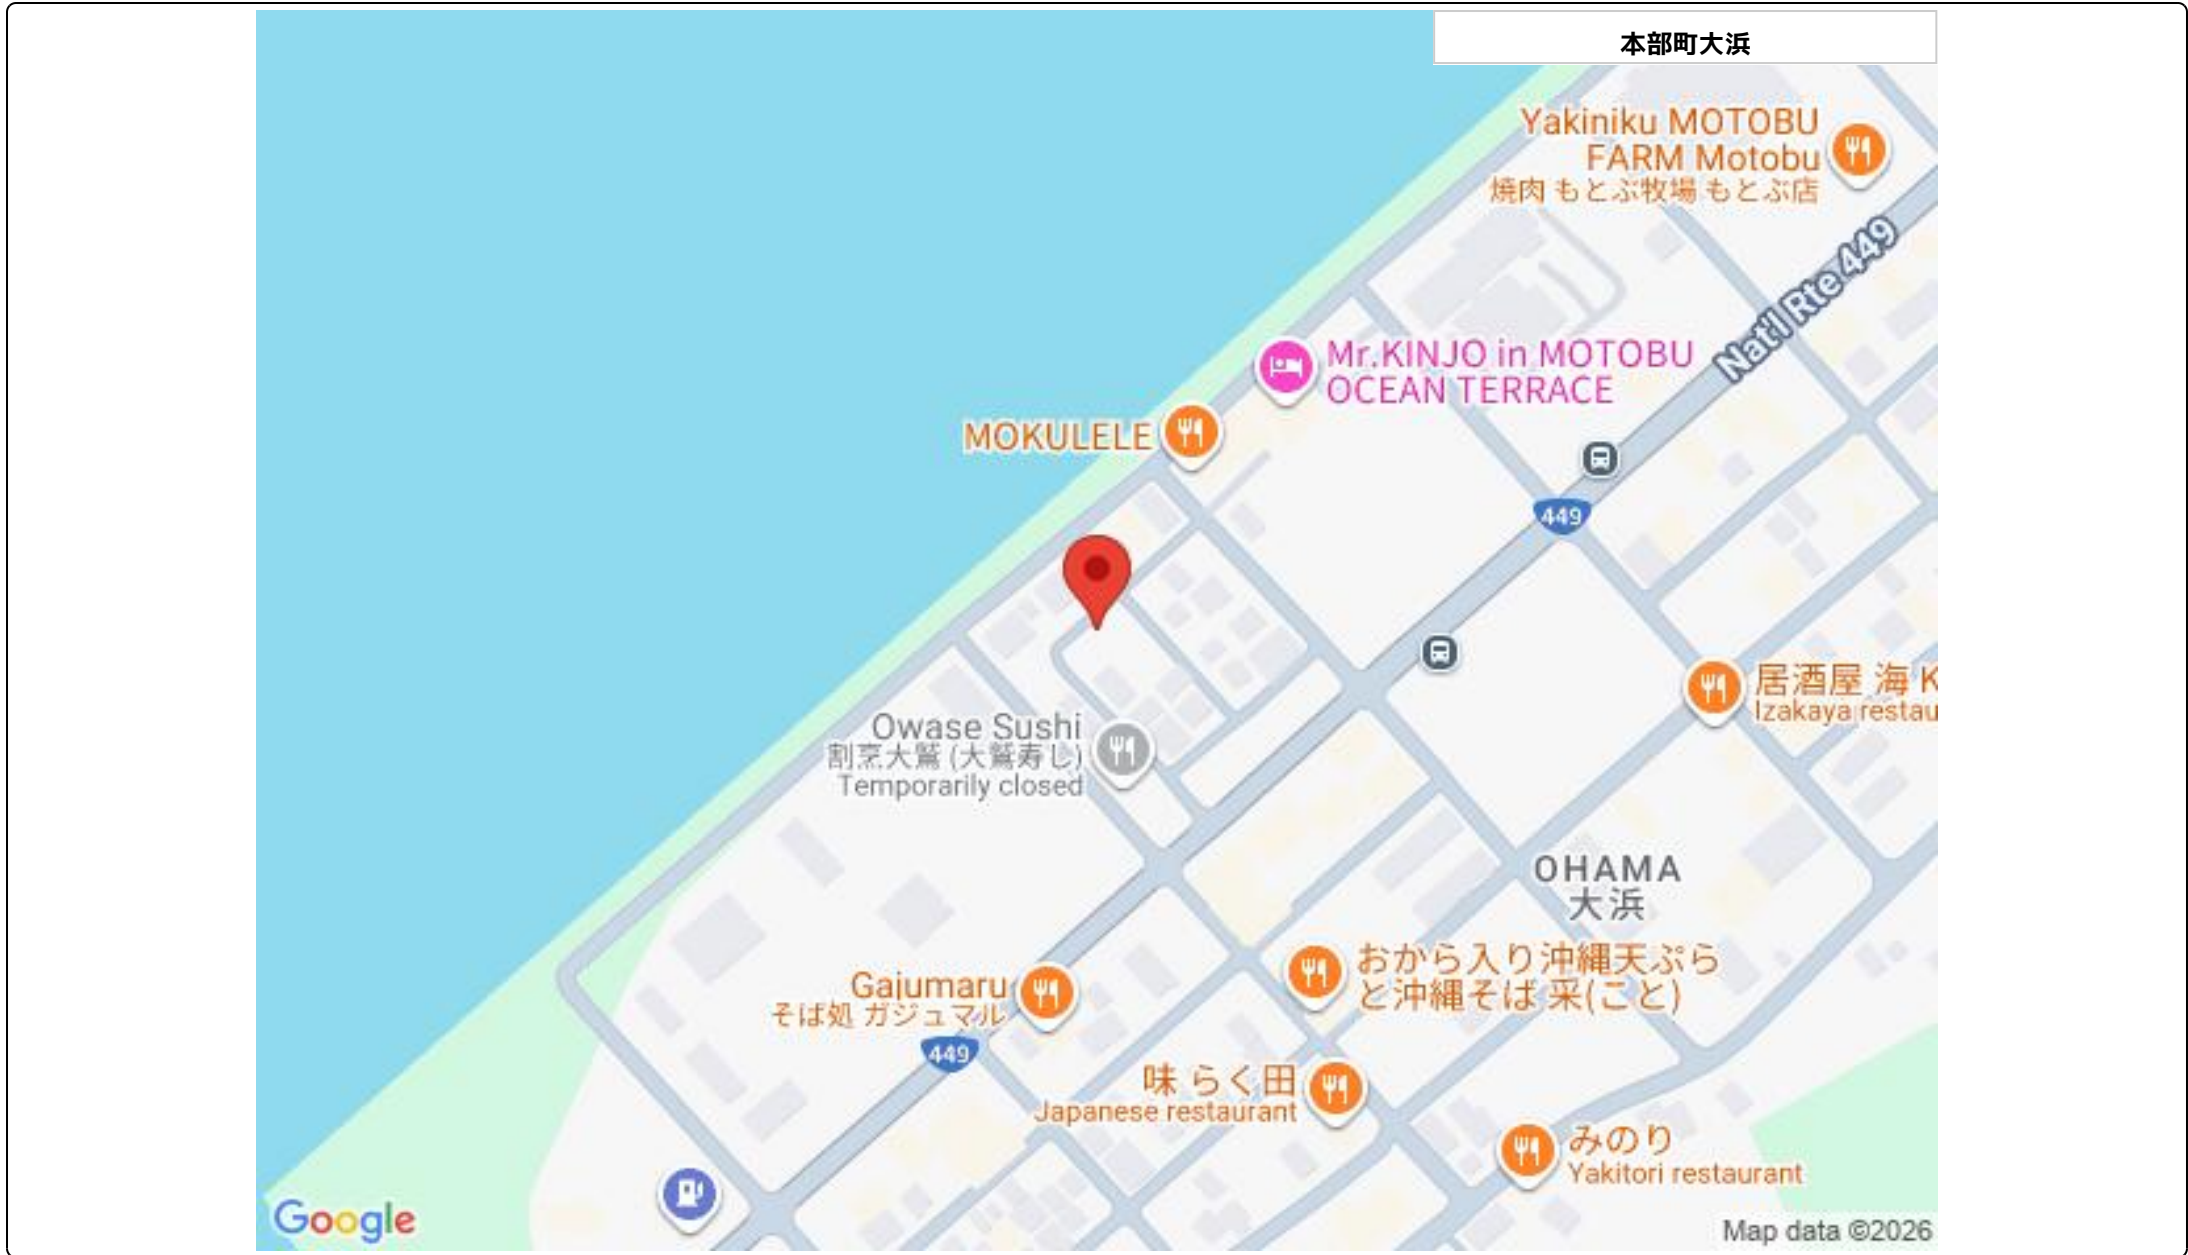 本部町大浜
Yakiniku MOTOBU
FARM Motobu
焼肉 もとぶ牧場 もとぶ店
Nat'l Rte 449
Mr.KINJO in MOTOBU
OCEAN TERRACE
MOKULELE
449
居酒屋 海 K
Izakaya restau
Owase Sushi
割烹大鷲 (大鷲寿し)
Temporarily closed
OHAMA
大浜
おから入り沖縄天ぷら
と沖縄そば 采(こと)
Gajumaru
そば処 ガジュマル
449
味 らく田
Japanese restaurant
みのり
Yakitori restaurant
Google
Map data ©2026